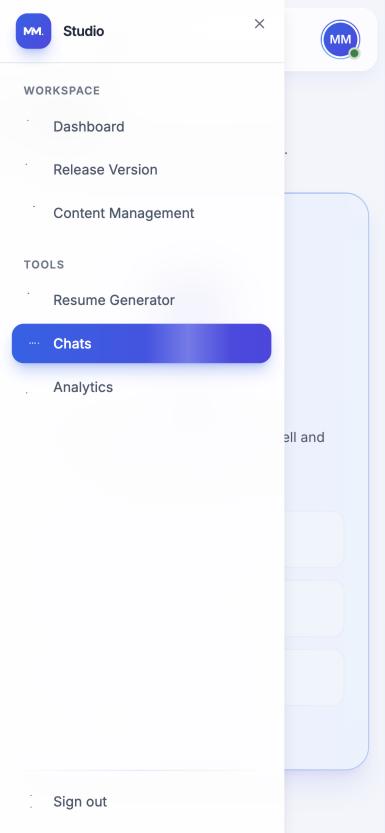 MM.
Studio
MM
WORKSPACE
Dashboard
Release Version
Content Management
TOOLS
Resume Generator
Chats
Analytics
ell and
Sign out